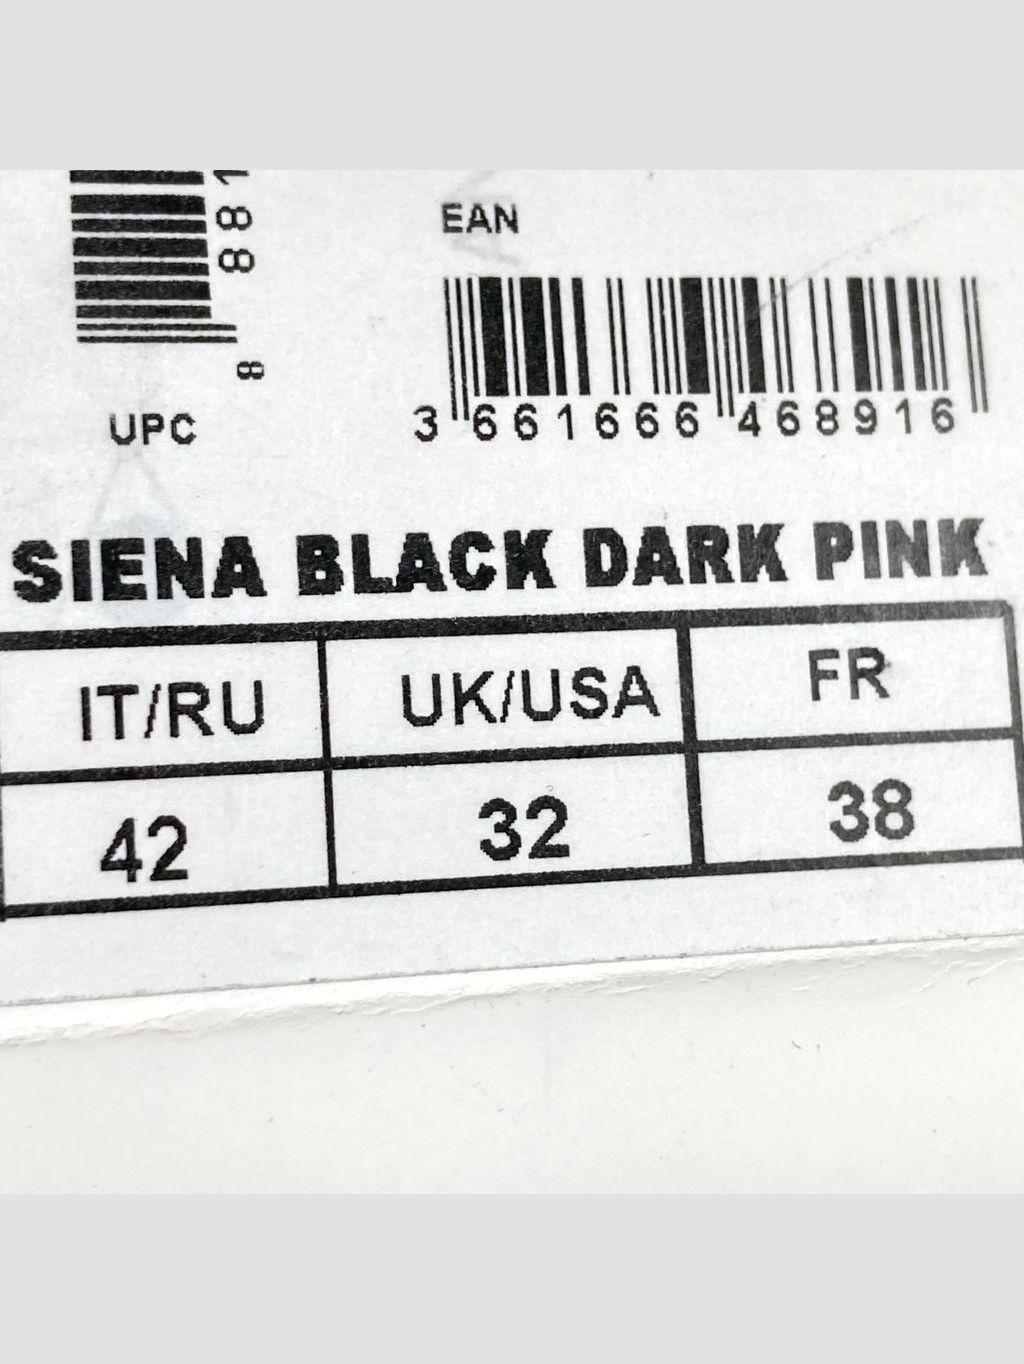 881
8
UPC
EAN
3 661666 468916
SIENA BLACK DARK PINK
IT/RU UK/USA FR
42 32 38